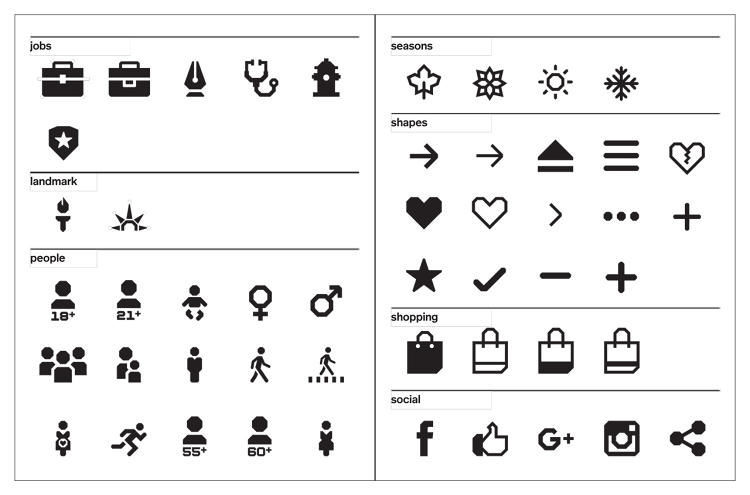 jobs
landmark
people
18+
21+
55+
60+
seasons
shapes
shopping
social
f
G+